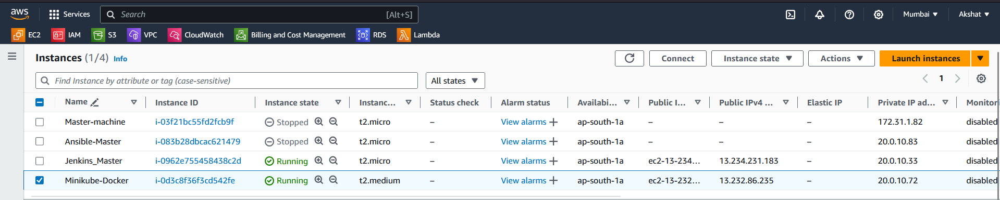 aws Services Search [Alt+S] Mumbai Akshat
EC2 IAM S3 VPC CloudWatch Billing and Cost Management RDS Lambda
Instances (1/4) Info Connect Instance state Actions Launch instances
Find Instance by attribute or tag (case-sensitive) All states 1
Name Instance ID Instance state Instanc... Status check Alarm status Availabi... Public I... Public IPv4 ... Elastic IP Private IP ad... Monitori
Master-machine i-03f21bc55fd2fcb9f Stopped t2.micro – View alarms + ap-south-1a – – – 172.31.1.82 disabled
Ansible-Master i-083b28dbcac621479 Stopped t2.micro – View alarms + ap-south-1a – – – 20.0.10.83 disabled
Jenkins_Master i-0962e755458438c2d Running t2.micro – View alarms + ap-south-1a ec2-13-234... 13.234.231.183 – 20.0.10.33 disabled
Minikube-Docker i-0d3c8f36f3cd542fe Running t2.medium – View alarms + ap-south-1a ec2-13-232... 13.232.86.235 – 20.0.10.72 disabled